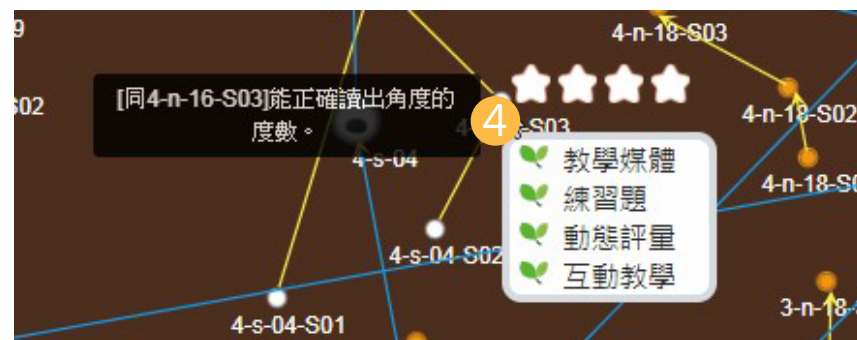 9
4-n-18-S03
S02
[同4-n-16-S03]能正確讀出角度的
度數。
4
4-n-18-S02
4-s-04
教學媒體
練習題
動態評量
互動教學
4-n-18-S0
4-s-04-S02
4-s-04-S01
3-n-18-